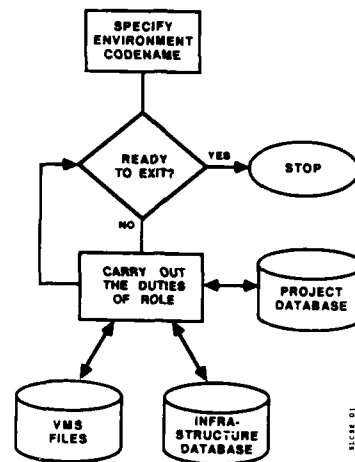 SPECIFY
ENVIRONMENT
CODENAME
READY
TO EXIT?
YES
STOP
NO
CARRY OUT
THE DUTIES
OF ROLE
PROJECT
DATABASE
VMS
FILES
INFRA-
STRUCTURE
DATABASE